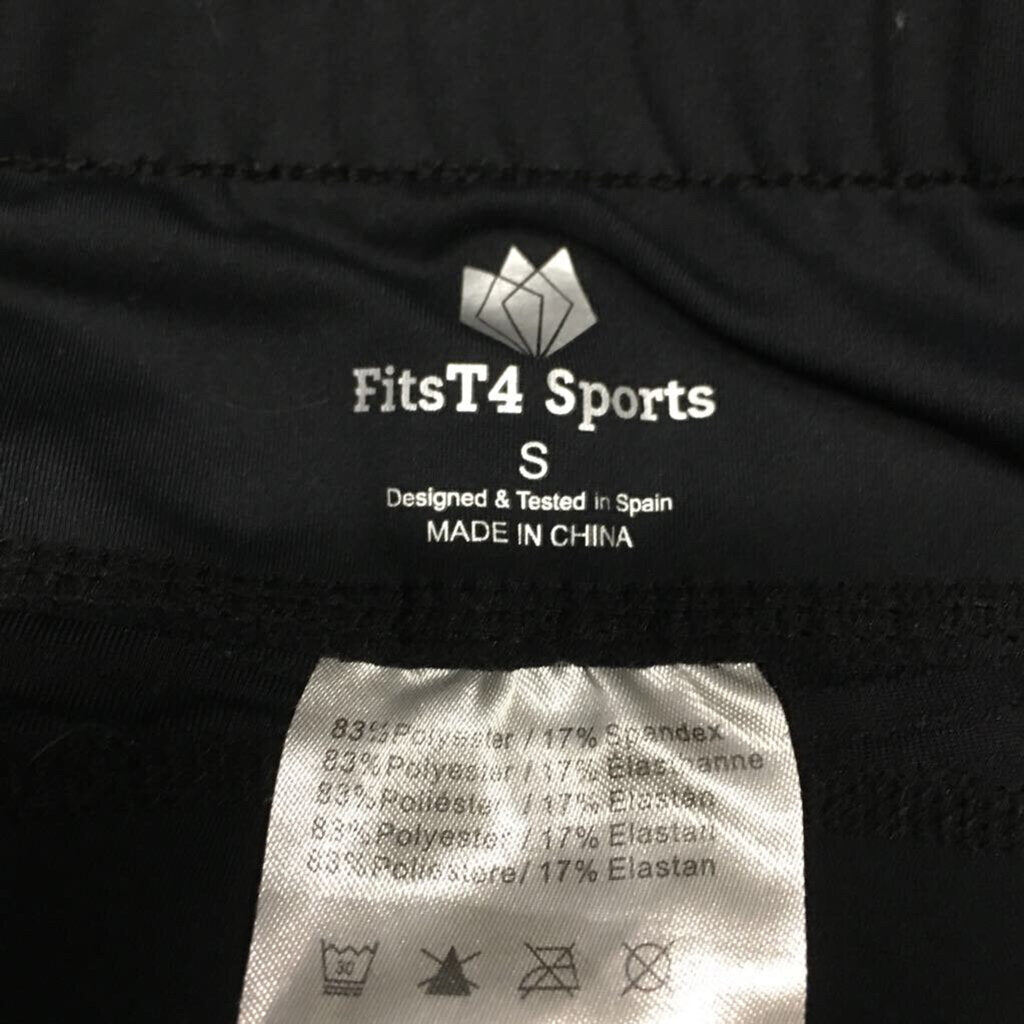 FitsT4 Sports
S
Designed & Tested in Spain
MADE IN CHINA
83%Polyester / 17% Spandex
83%Polyester / 17% Elasthanne
83%Poliéster / 17% Elastán
83%Polyester / 17% Elastan
83%Poliestere/ 17% Elastan
30